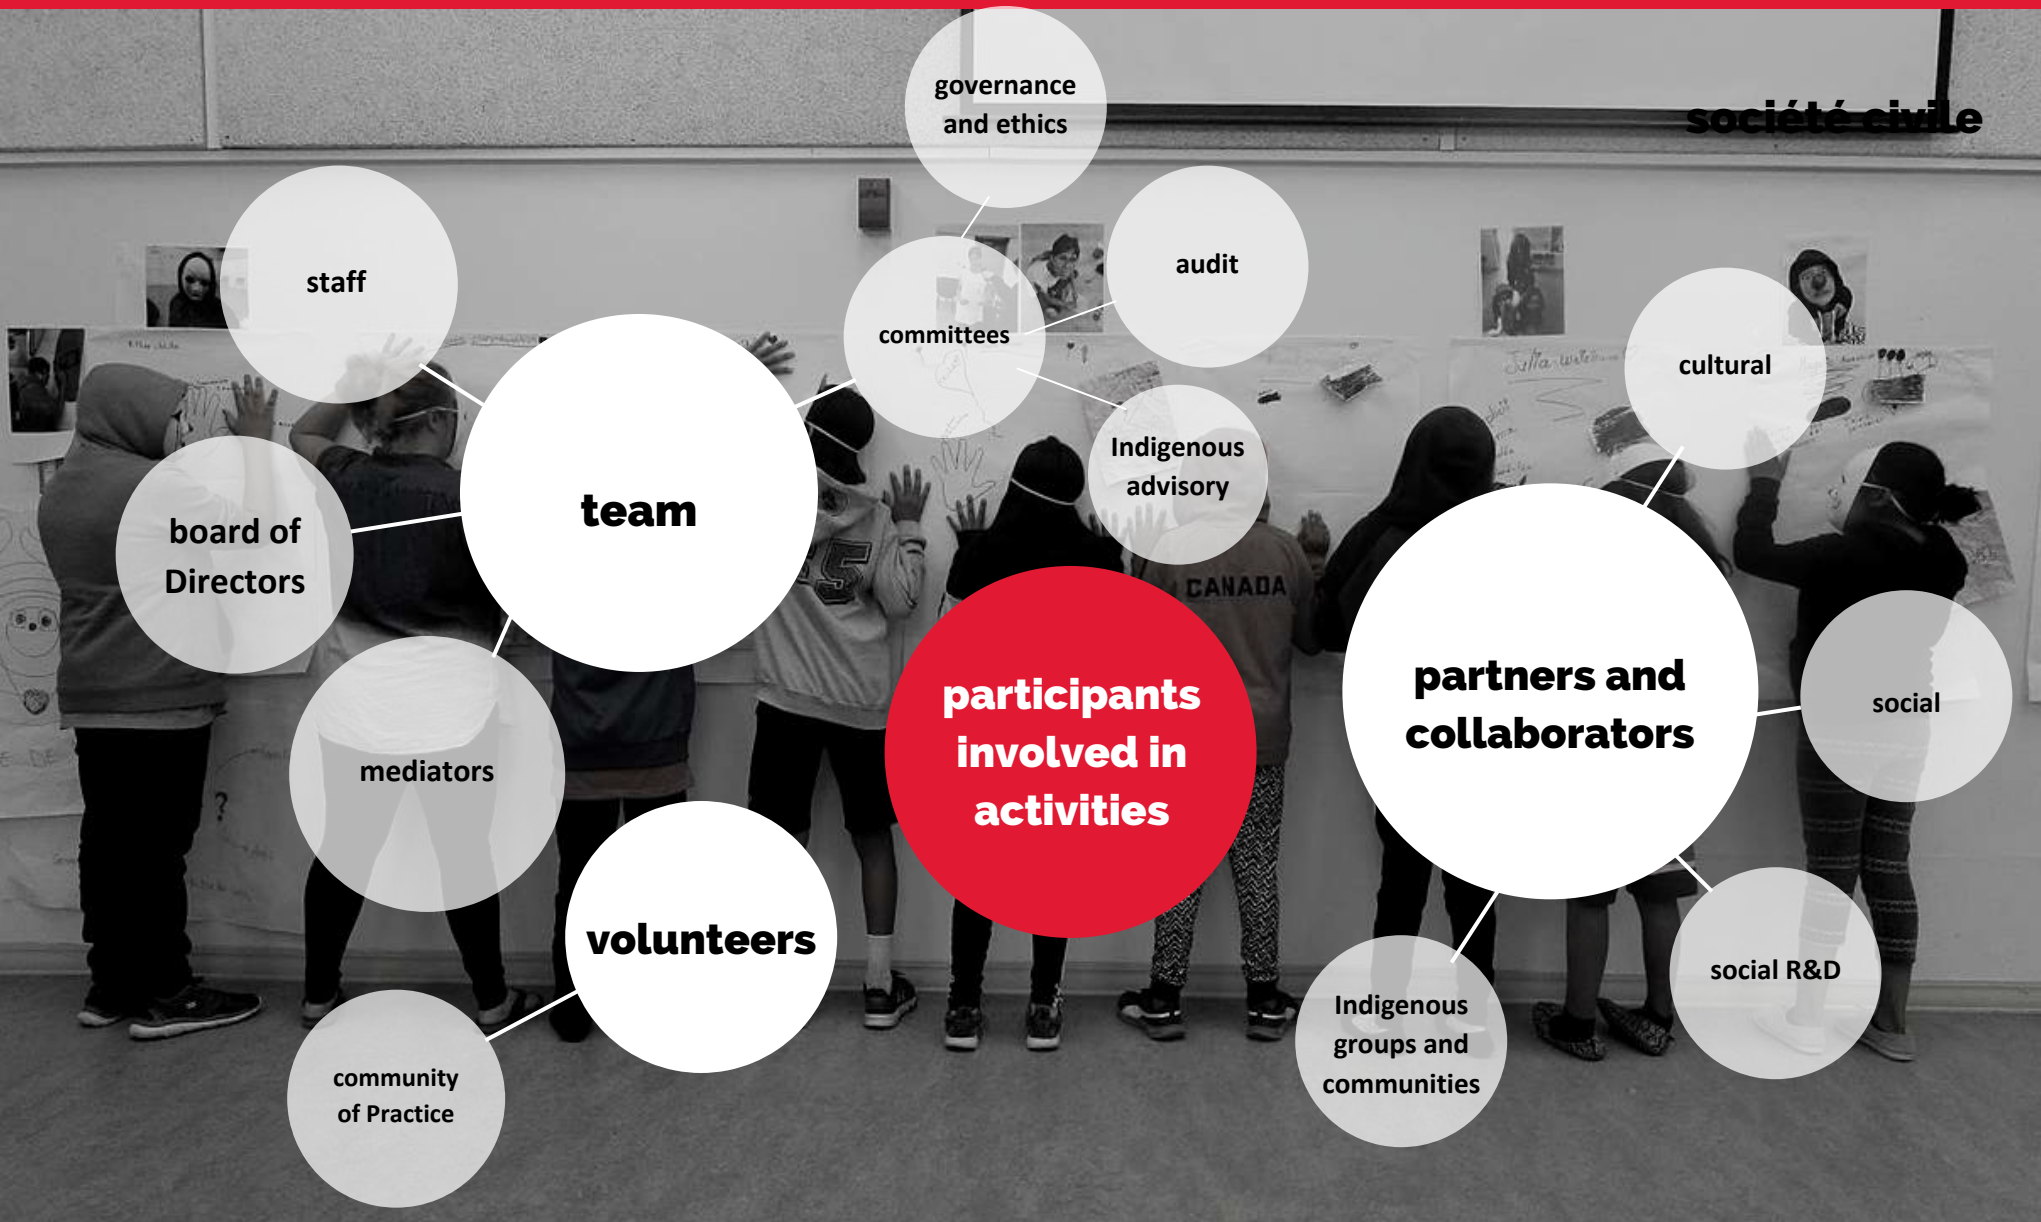 governance
and ethics
société civile
staff
audit
committees
cultural
Indigenous
advisory
team
board of
Directors
CANADA
participants
involved in
activities
partners and
collaborators
social
mediators
volunteers
social R&D
Indigenous
groups and
communities
community
of Practice